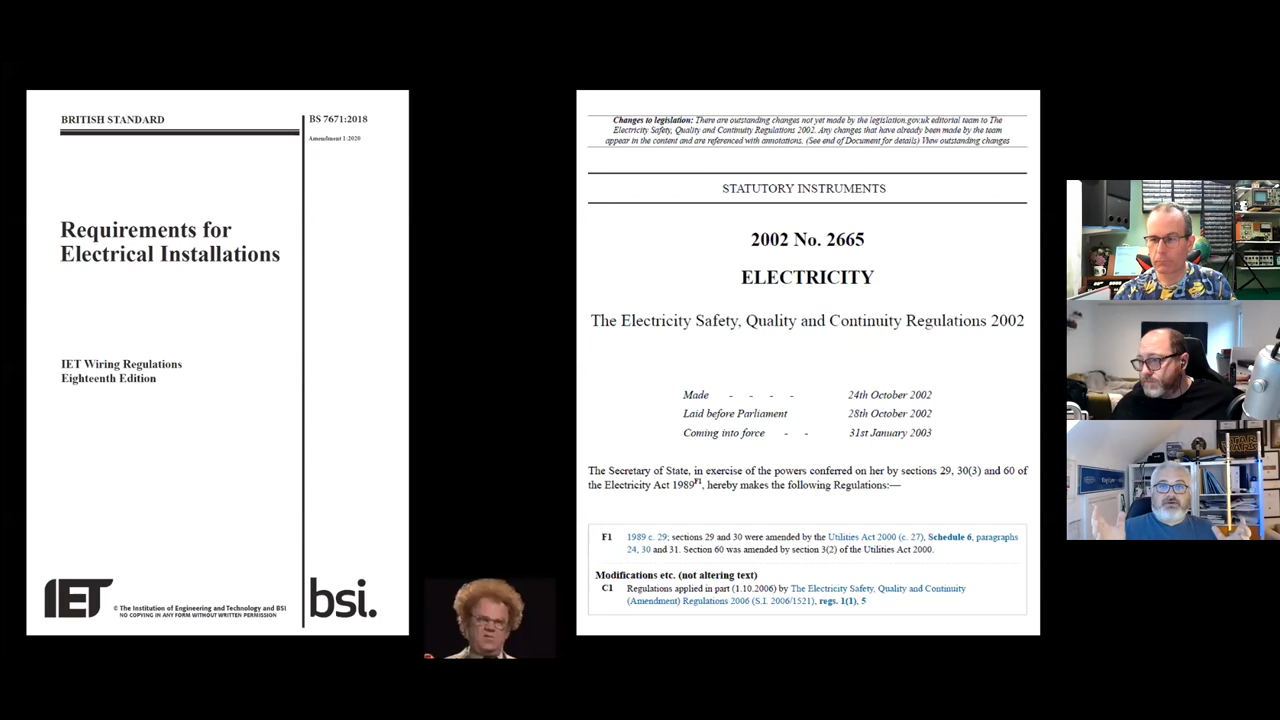 BRITISH STANDARD
BS 7671:2018
Amendment 1:2020
Requirements for
Electrical Installations
IET Wiring Regulations
Eighteenth Edition
IET
© The Institution of Engineering and Technology and BSI
NO COPYING IN ANY FORM WITHOUT WRITTEN PERMISSION
bsi.
Changes to legislation: There are outstanding changes not yet made by the legislation.gov.uk editorial team to The
Electricity Safety, Quality and Continuity Regulations 2002. Any changes that have already been made by the team
appear in the content and are referenced with annotations. (See end of Document for details) View outstanding changes
STATUTORY INSTRUMENTS
2002 No. 2665
ELECTRICITY
The Electricity Safety, Quality and Continuity Regulations 2002
Made - - - - 24th October 2002
Laid before Parliament 28th October 2002
Coming into force - - 31st January 2003
The Secretary of State, in exercise of the powers conferred on her by sections 29, 30(3) and 60 of
the Electricity Act 1989F1, hereby makes the following Regulations:—
F1 1989 c. 29; sections 29 and 30 were amended by the Utilities Act 2000 (c. 27), Schedule 6, paragraphs
24, 30 and 31. Section 60 was amended by section 3(2) of the Utilities Act 2000.
Modifications etc. (not altering text)
C1 Regulations applied in part (1.10.2006) by The Electricity Safety, Quality and Continuity
(Amendment) Regulations 2006 (S.I. 2006/1521), regs. 1(1), 5
STAR
WARS